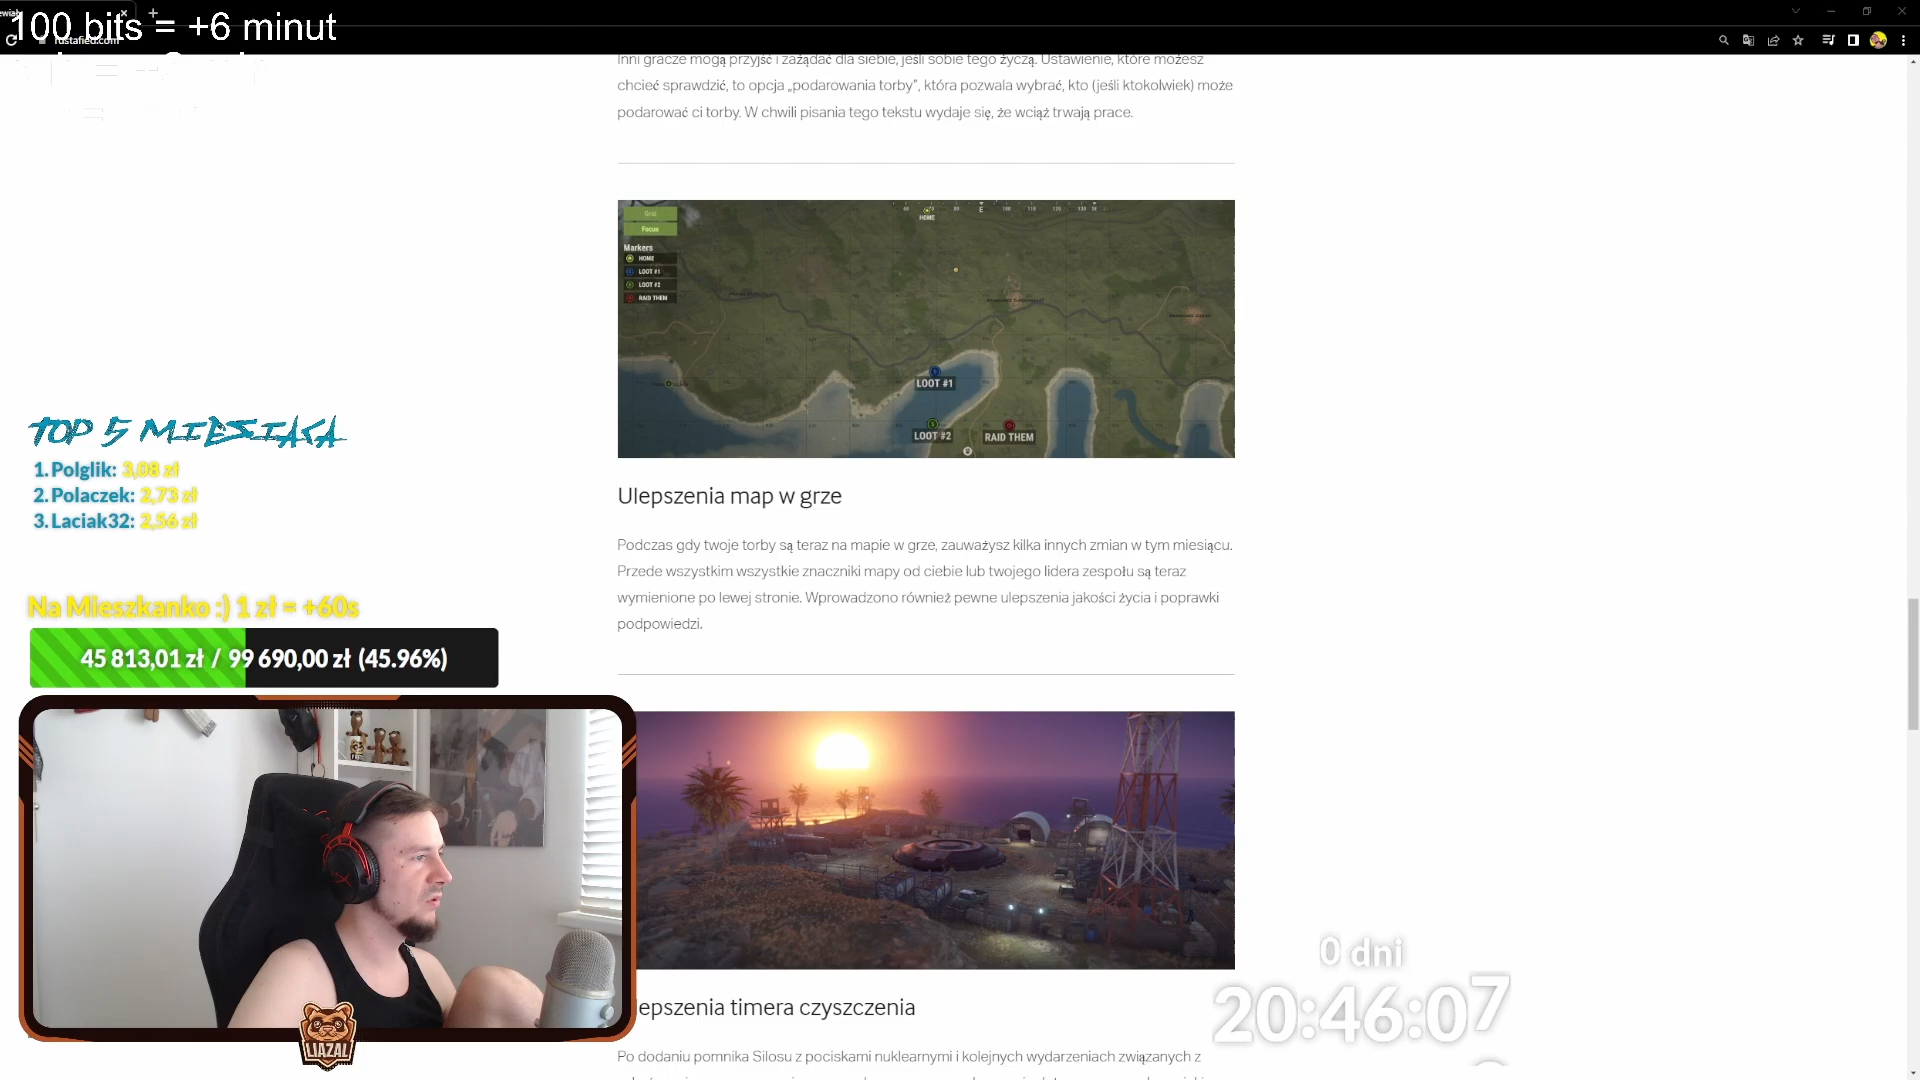 100 bits = +6 minut
rustafied.com
Inni gracze mogą przyjść i zażądać dla siebie, jeśli sobie tego życzą. Ustawienie, które możesz
chcieć sprawdzić, to opcja „podarowania torby”, która pozwala wybrać, kto (jeśli ktokolwiek) może
podarować ci torby. W chwili pisania tego tekstu wydaje się, że wciąż trwają prace.
Grid
Focus
Markers
HOME
LOOT #1
LOOT #2
RAID THEM
HOME
LOOT #1
LOOT #2
RAID THEM
Ulepszenia map w grze
Podczas gdy twoje torby są teraz na mapie w grze, zauważysz kilka innych zmian w tym miesiącu.
Przede wszystkim wszystkie znaczniki mapy od ciebie lub twojego lidera zespołu są teraz
wymienione po lewej stronie. Wprowadzono również pewne ulepszenia jakości życia i poprawki
podpowiedzi.
TOP 5 MIESIĄCA
1. Polglik: 3,08 zł
2. Polaczek: 2,73 zł
3. Laciak32: 2,56 zł
Na Mieszkanko :) 1 zł = +60s
45 813,01 zł / 99 690,00 zł (45.96%)
LIAZAL
lepszenia timera czyszczenia
Po dodaniu pomnika Silosu z pociskami nuklearnymi i kolejnych wydarzeniach związanych z
0 dni
20:46:07